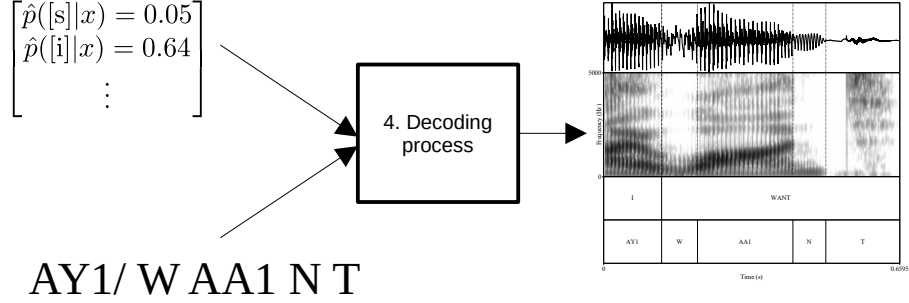 p̂([s]|x) = 0.05
p̂([i]|x) = 0.64
⋮
4. Decoding
process
AY1/ W AA1 N T
5000
Frequency (Hz)
0
I WANT
AY1 W AA1 N T
0 0.6595
Time (s)